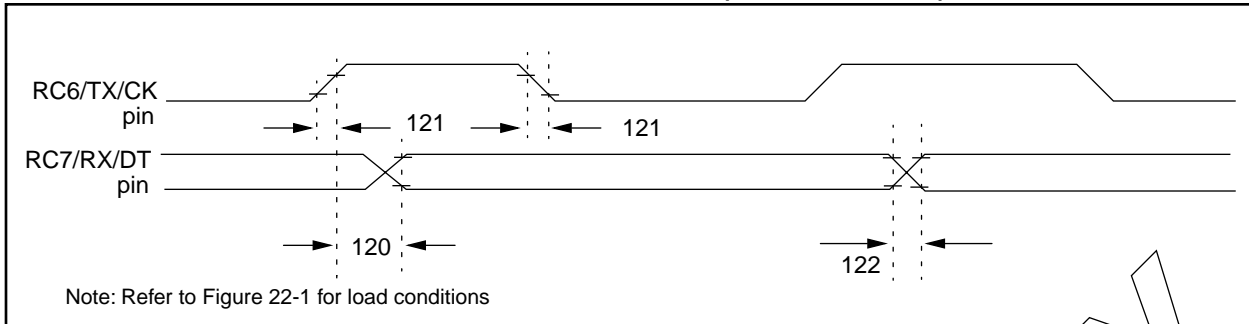 RC6/TX/CK
pin
121
121
RC7/RX/DT
pin
120
122
Note: Refer to Figure 22-1 for load conditions